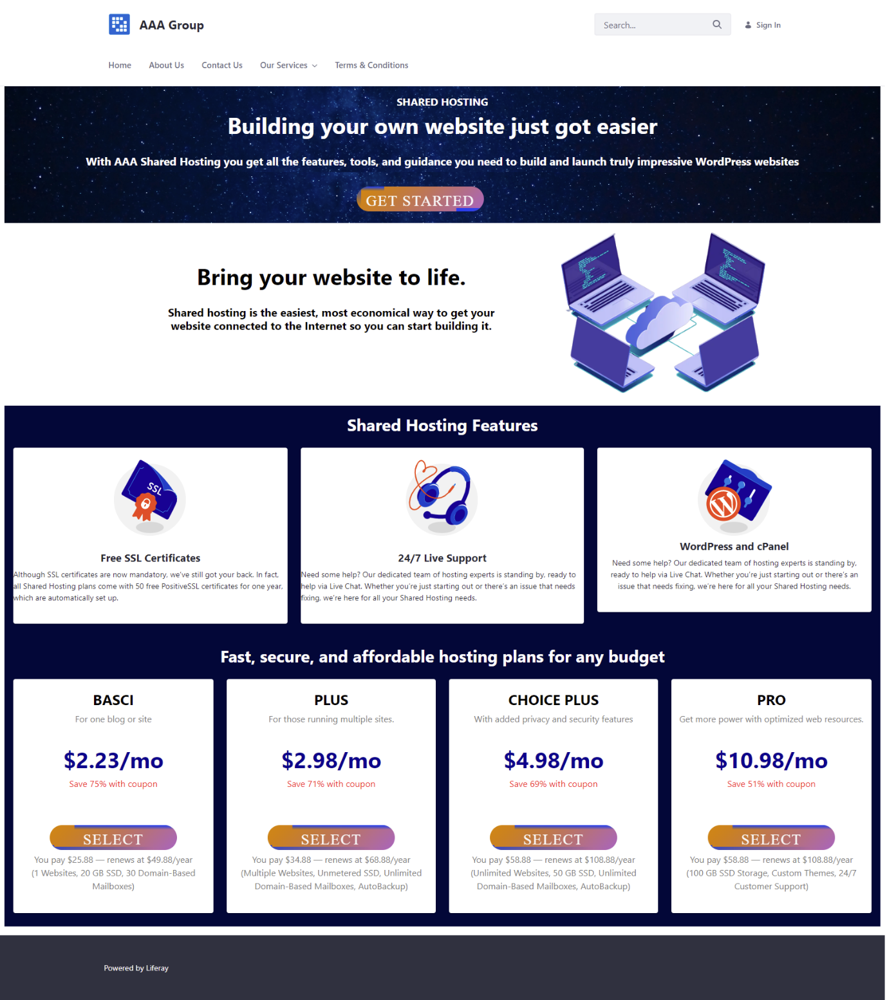 AAA Group
Search...
Sign In
Home
About Us
Contact Us
Our Services
Terms & Conditions
SHARED HOSTING
Building your own website just got easier
With AAA Shared Hosting you get all the features, tools, and guidance you need to build and launch truly impressive WordPress websites
GET STARTED
Bring your website to life.
Shared hosting is the easiest, most economical way to get your
website connected to the Internet so you can start building it.
Shared Hosting Features
SSL
Free SSL Certificates
Although SSL certificates are now mandatory, we've still got your back. In fact,
all Shared Hosting plans come with 50 free PositiveSSL certificates for one year,
which are automatically set up.
24/7 Live Support
Need some help? Our dedicated team of hosting experts is standing by, ready to
help via Live Chat. Whether you're just starting out or there's an issue that needs
fixing, we're here for all your Shared Hosting needs.
WordPress and cPanel
Need some help? Our dedicated team of hosting experts is standing by,
ready to help via Live Chat. Whether you're just starting out or there's an
issue that needs fixing, we're here for all your Shared Hosting needs.
Fast, secure, and affordable hosting plans for any budget
BASCI
For one blog or site
$2.23/mo
Save 75% with coupon
SELECT
You pay $25.88 — renews at $49.88/year
(1 Websites, 20 GB SSD, 30 Domain-Based
Mailboxes)
PLUS
For those running multiple sites.
$2.98/mo
Save 71% with coupon
SELECT
You pay $34.88 — renews at $68.88/year
(Multiple Websites, Unmetered SSD, Unlimited
Domain-Based Mailboxes, AutoBackup)
CHOICE PLUS
With added privacy and security features
$4.98/mo
Save 69% with coupon
SELECT
You pay $58.88 — renews at $108.88/year
(Unlimited Websites, 50 GB SSD, Unlimited
Domain-Based Mailboxes, AutoBackup)
PRO
Get more power with optimized web resources.
$10.98/mo
Save 51% with coupon
SELECT
You pay $58.88 — renews at $108.88/year
(100 GB SSD Storage, Custom Themes, 24/7
Customer Support)
Powered by Liferay